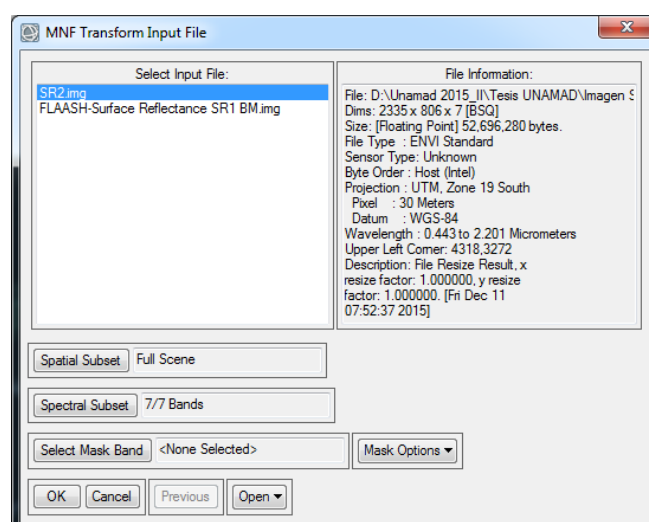 MNF Transform Input File
Select Input File:
SR2.img
FLAASH-Surface Reflectance SR1 BM.img
File Information:
File: D:\Unamad 2015_II\Tesis UNAMAD\Imagen S
Dims: 2335 x 806 x 7 [BSQ]
Size: [Floating Point] 52,696,280 bytes.
File Type : ENVI Standard
Sensor Type: Unknown
Byte Order : Host (Intel)
Projection : UTM, Zone 19 South
Pixel : 30 Meters
Datum : WGS-84
Wavelength : 0.443 to 2.201 Micrometers
Upper Left Corner: 4318,3272
Description: File Resize Result, x
resize factor: 1.000000, y resize
factor: 1.000000. [Fri Dec 11
07:52:37 2015]
Spatial Subset Full Scene
Spectral Subset 7/7 Bands
Select Mask Band <None Selected> Mask Options
OK Cancel Previous Open